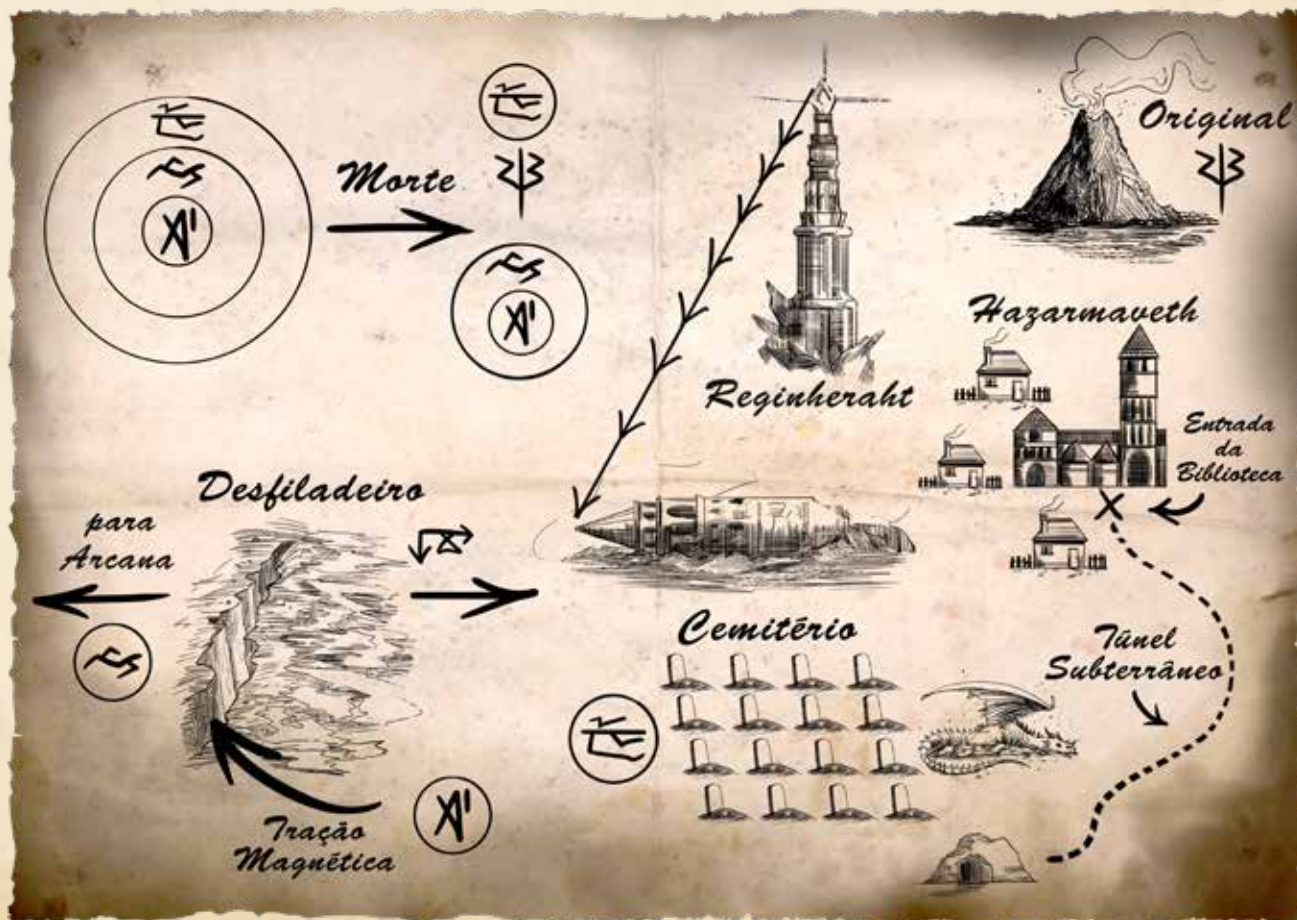 Morte
Original
Hazarmaveth
Reginheraht
Entrada
da
Biblioteca
Desfiladeiro
para
Arcana
Cemitério
Túnel
Subterrâneo
Tração
Magnética